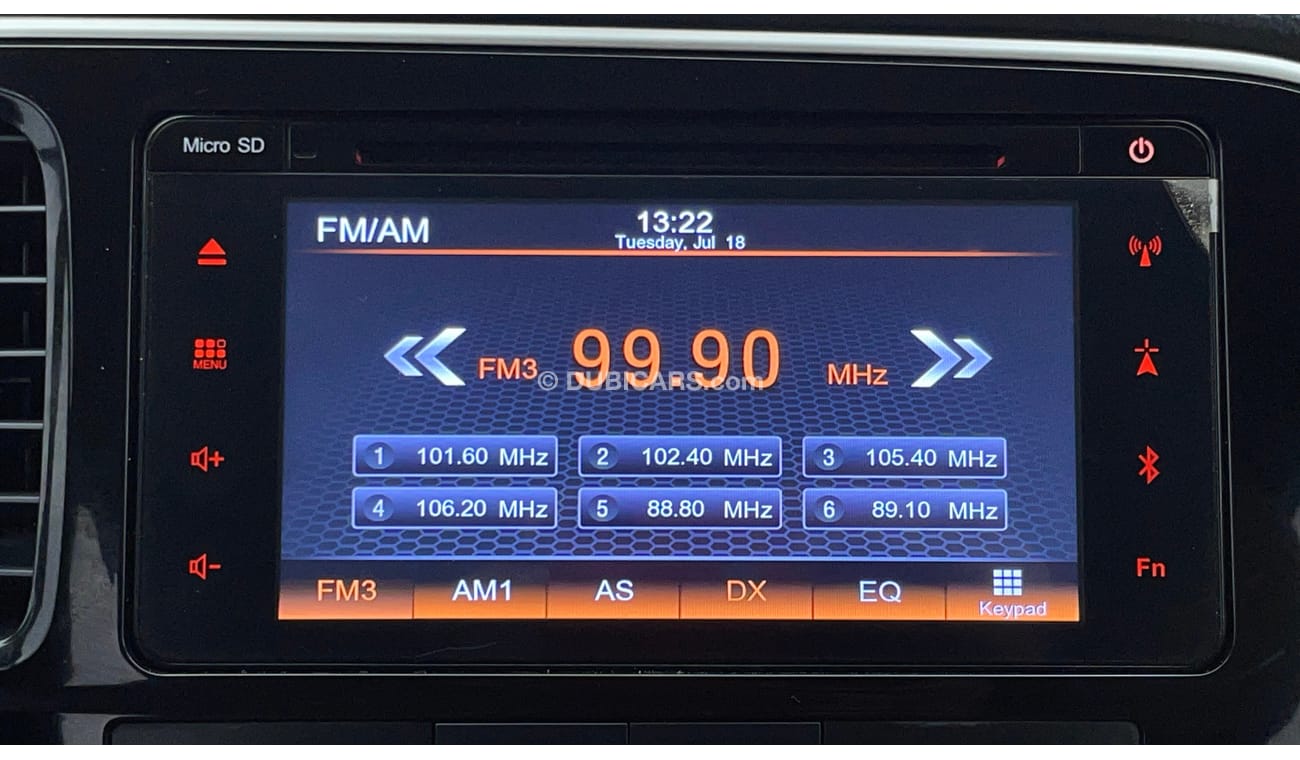 Micro SD
FM/AM
13:22
Tuesday, Jul 18
MENU
FM3 99.90 MHz
© DUBICARS.com
1 101.60 MHz
2 102.40 MHz
3 105.40 MHz
4 106.20 MHz
5 88.80 MHz
6 89.10 MHz
Fn
FM3 AM1 AS DX EQ Keypad